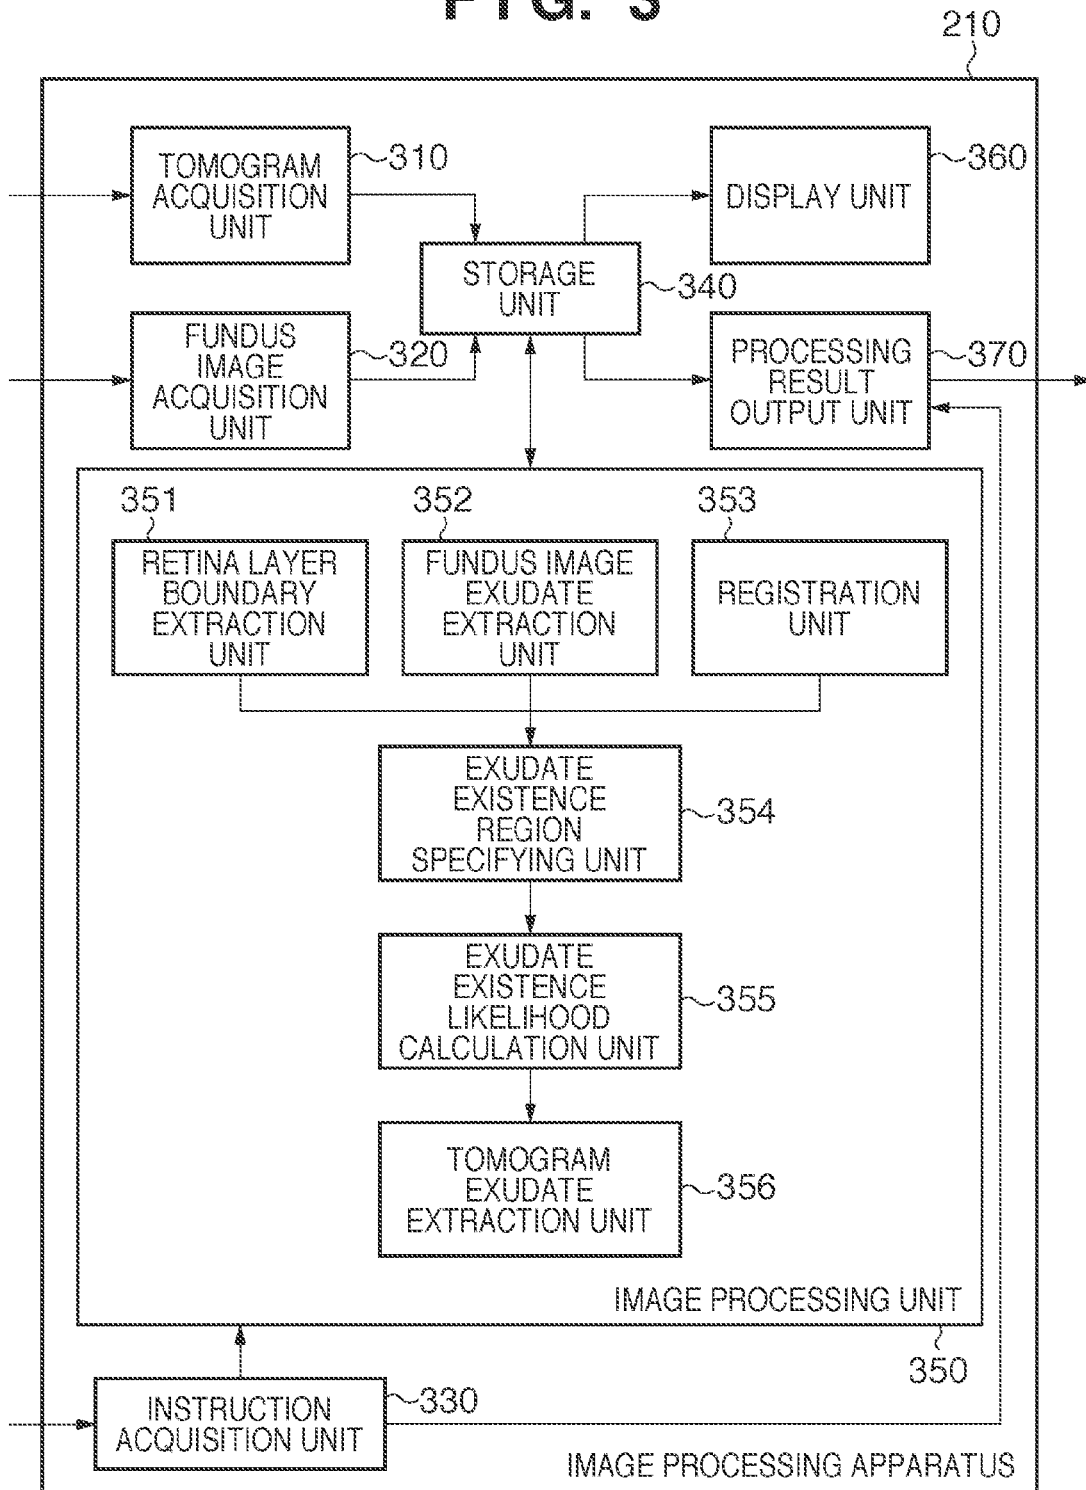 FIG. 3
210
TOMOGRAM
ACQUISITION
UNIT
310
DISPLAY UNIT
360
STORAGE
UNIT
340
FUNDUS
IMAGE
ACQUISITION
UNIT
320
PROCESSING
RESULT
OUTPUT UNIT
370
351
RETINA LAYER
BOUNDARY
EXTRACTION
UNIT
352
FUNDUS IMAGE
EXUDATE
EXTRACTION
UNIT
353
REGISTRATION
UNIT
EXUDATE
EXISTENCE
REGION
SPECIFYING UNIT
354
EXUDATE
EXISTENCE
LIKELIHOOD
CALCULATION UNIT
355
TOMOGRAM
EXUDATE
EXTRACTION UNIT
356
IMAGE PROCESSING UNIT
350
INSTRUCTION
ACQUISITION UNIT
330
IMAGE PROCESSING APPARATUS